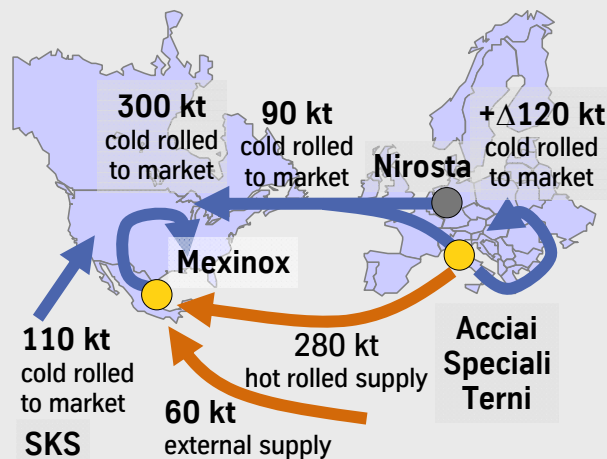 300 kt
cold rolled
to market
90 kt
cold rolled
to market
+Δ120 kt
cold rolled
to market
Nirosta
Mexinox
110 kt
cold rolled
to market
SKS
280 kt
hot rolled supply
60 kt
external supply
Acciai
Speciali
Terni